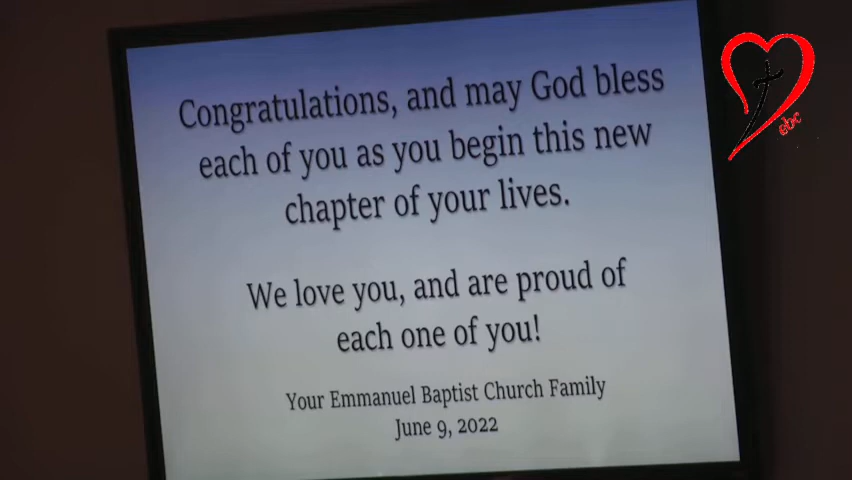 Congratulations, and may God bless
each of you as you begin this new
chapter of your lives.
We love you, and are proud of
each one of you!
Your Emmanuel Baptist Church Family
June 9, 2022
ebc